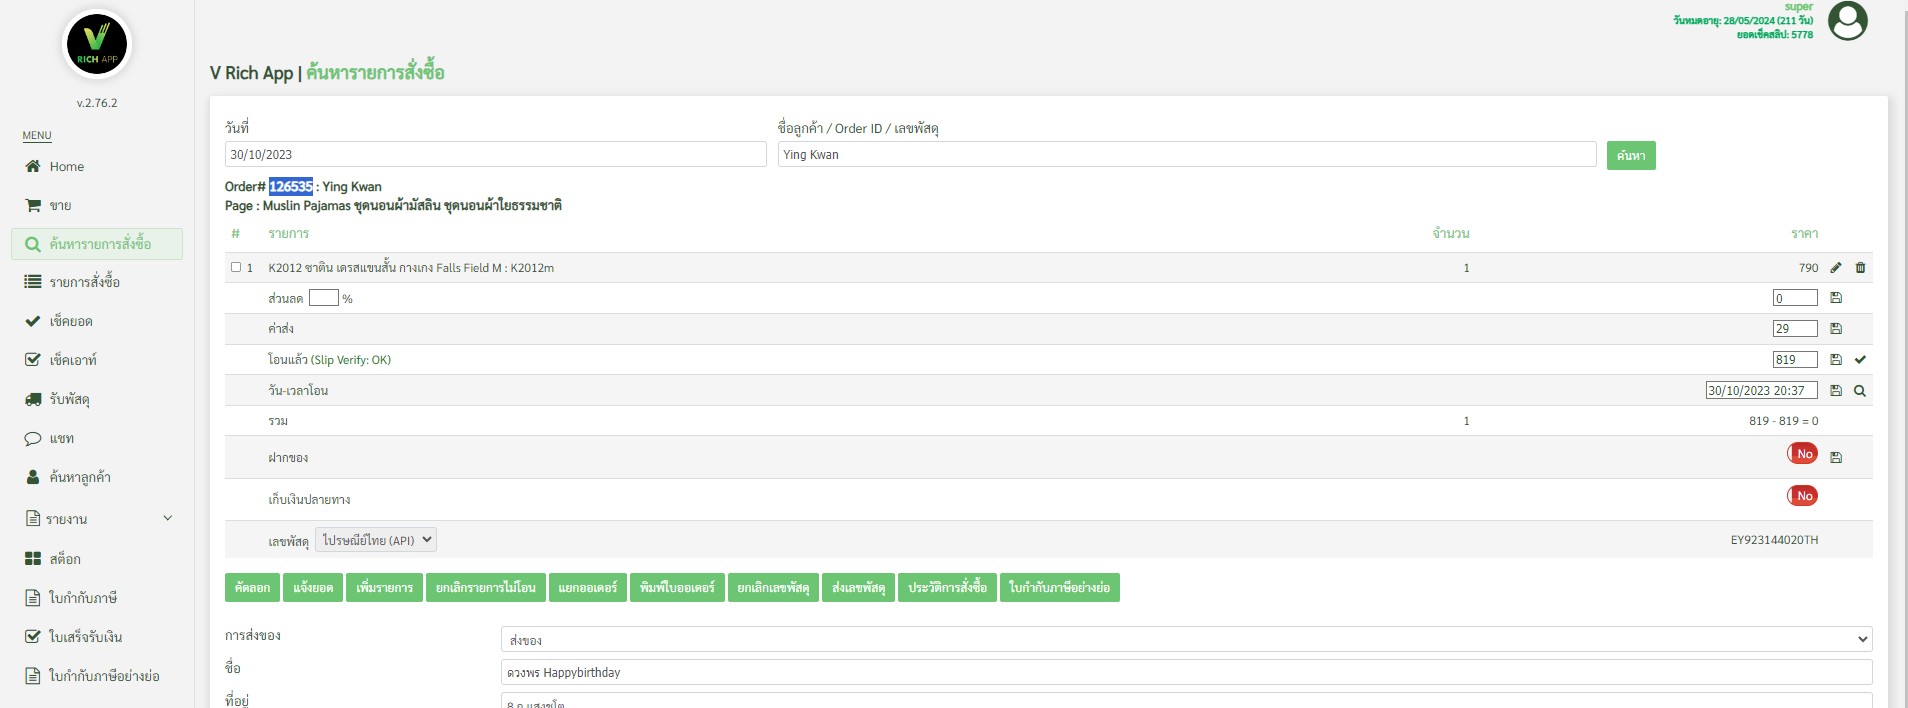 super
วันหมดอายุ: 28/05/2024 (211 วัน)
ยอดเช็คสลิป: 5778
V
RICH APP
v.2.76.2
MENU
Home
ขาย
ค้นหารายการสั่งซื้อ
รายการสั่งซื้อ
เช็คยอด
เช็คเอาท์
รับพัสดุ
แชท
ค้นหาลูกค้า
รายงาน
สต็อก
ใบกำกับภาษี
ใบเสร็จรับเงิน
ใบกำกับภาษีอย่างย่อ
V Rich App | ค้นหารายการสั่งซื้อ
วันที่ ชื่อลูกค้า / Order ID / เลขพัสดุ
30/10/2023 Ying Kwan ค้นหา
Order# 126535 : Ying Kwan
Page : Muslin Pajamas ชุดนอนผ้ามัสลิน ชุดนอนผ้าใยธรรมชาติ
# รายการ จำนวน ราคา
1 K2012 ซาติน เดรสแขนสั้น กางเกง Falls Field M : K2012m 1 790
ส่วนลด % 0
ค่าส่ง 29
โอนแล้ว (Slip Verify: OK) 819
วัน-เวลาโอน 30/10/2023 20:37
รวม 1 819 - 819 = 0
ฝากของ No
เก็บเงินปลายทาง No
เลขพัสดุ ไปรษณีย์ไทย (API) EY923144020TH
คัดลอก แจ้งยอด เพิ่มรายการ ยกเลิกรายการไม่โอน แยกออเดอร์ พิมพ์ใบออเดอร์ ยกเลิกเลขพัสดุ ส่งเลขพัสดุ ประวัติการสั่งซื้อ ใบกำกับภาษีอย่างย่อ
การส่งของ ส่งของ
ชื่อ ดวงพร Happybirthday
ที่อยู่